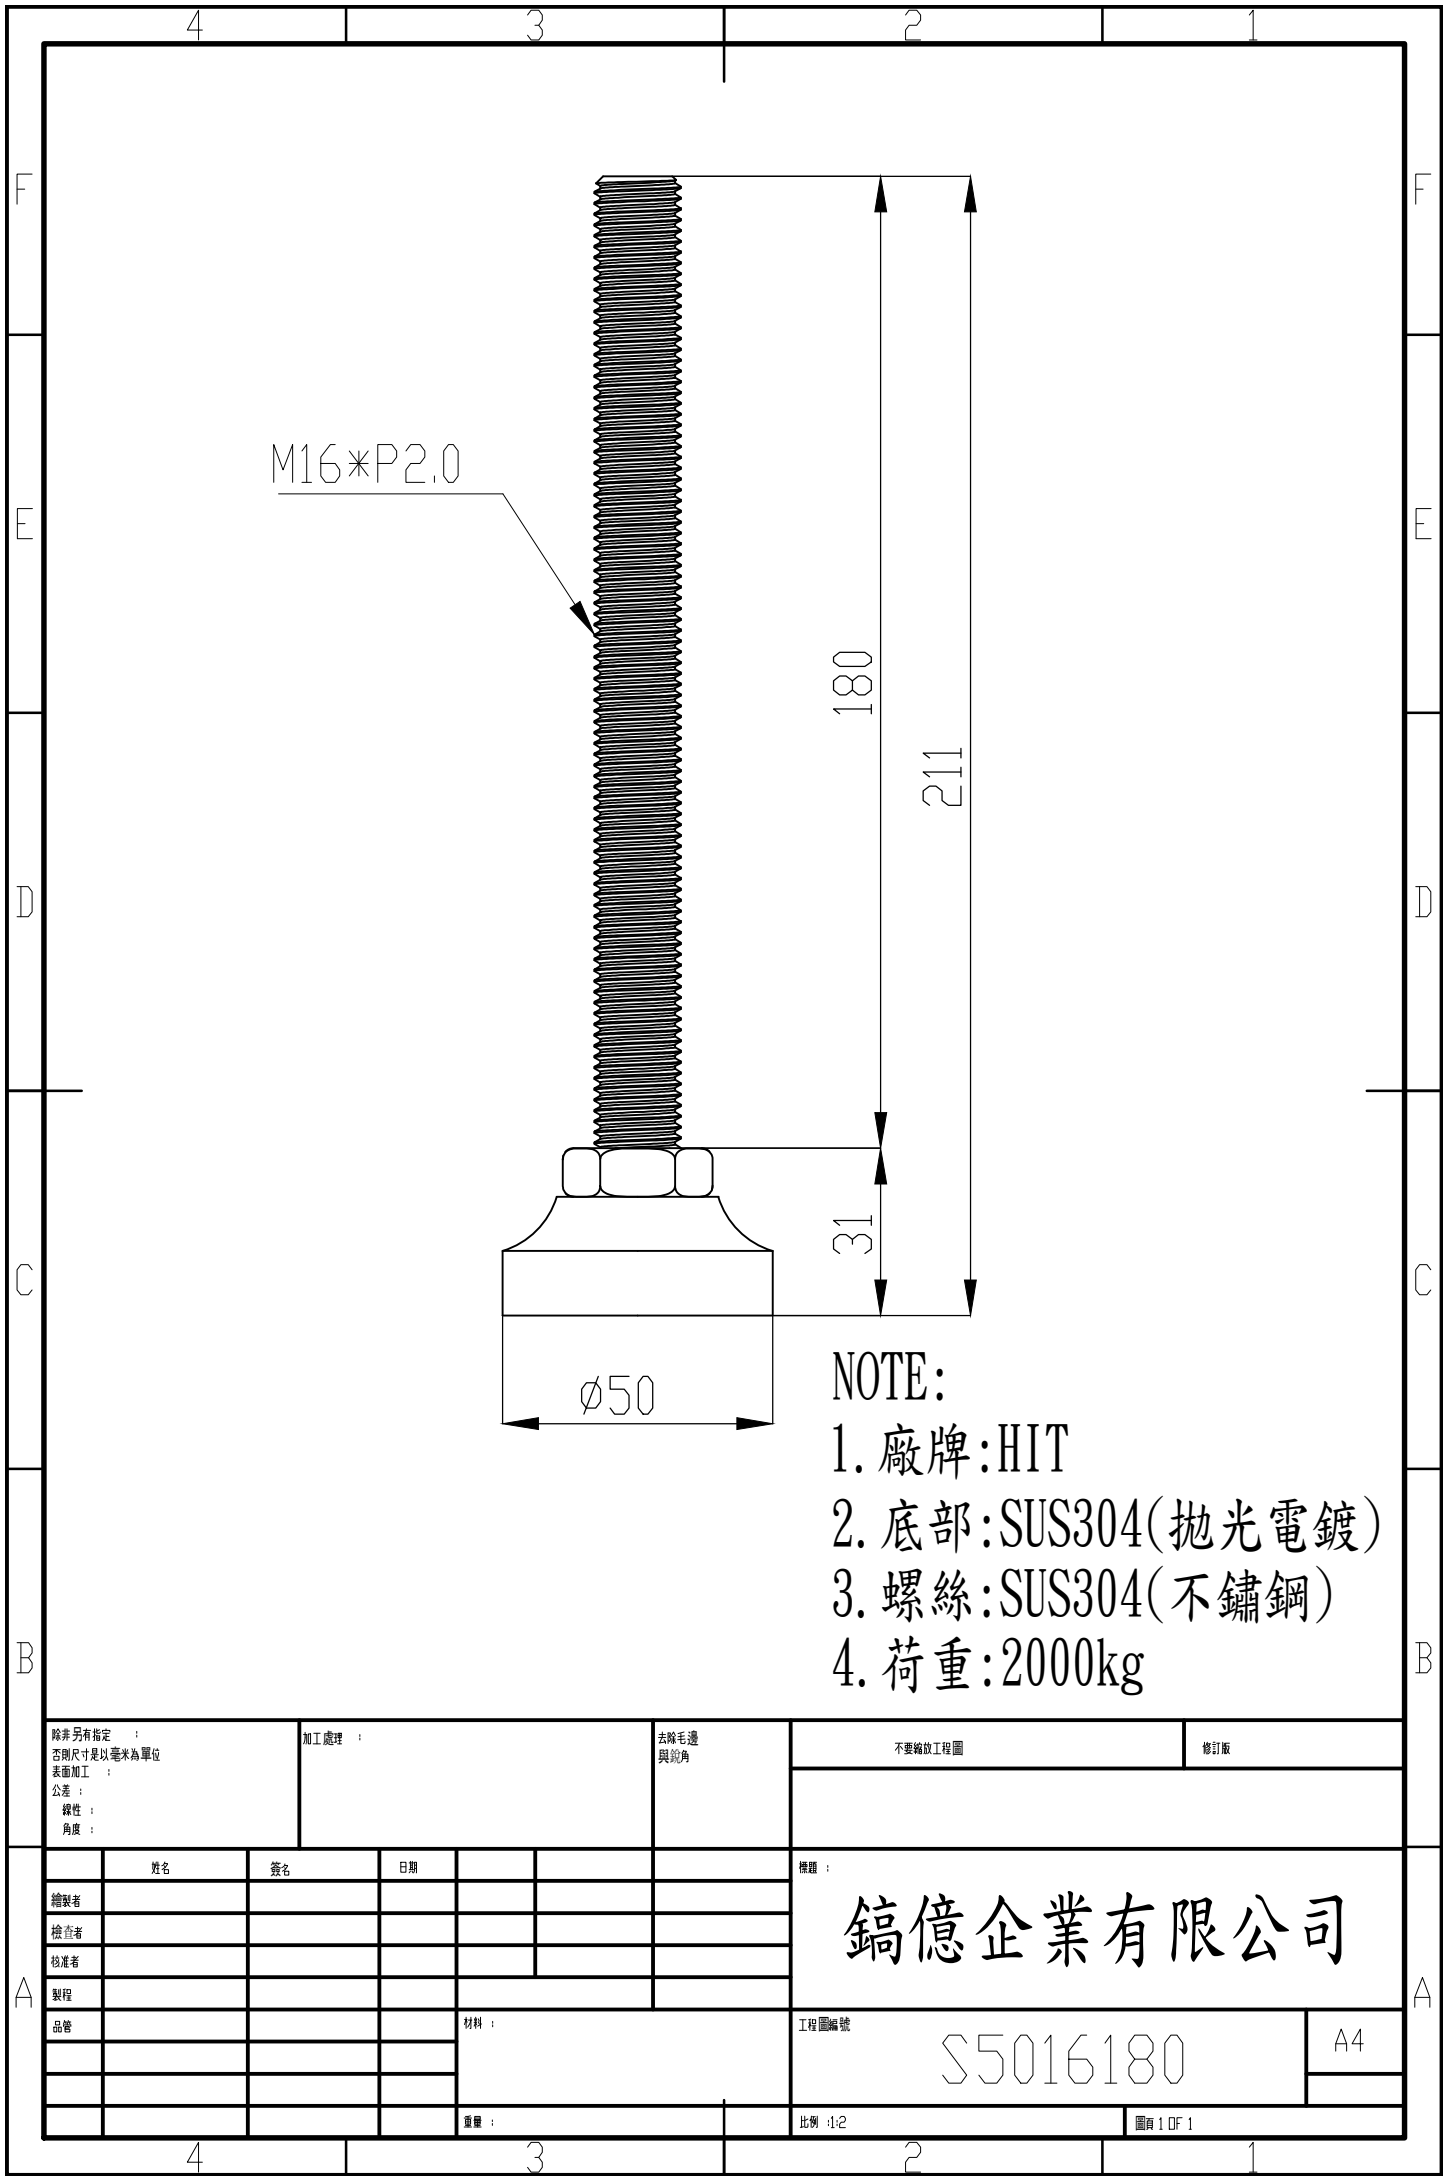 4 3 2 1
F F
M16*P2.0
E E
180
211
D D
31
C C
ø50
NOTE:
1.廠牌:HIT
2.底部:SUS304(拋光電鍍)
3.螺絲:SUS304(不鏽鋼)
4.荷重:2000kg
B B
除非另有指定 :
否則尺寸是以毫米為單位
表面加工 :
公差 :
線性 :
角度 :
加工處理 :
去除毛邊
與銳角
不要縮放工程圖
修訂版
姓名 簽名 日期
繪製者
檢查者
核准者
製程
品管
標題 :
鎬億企業有限公司
A A
材料 :
重量 :
工程圖編號
S5016180
A4
比例 :1:2
圖頁 1 OF 1
4 3 2 1